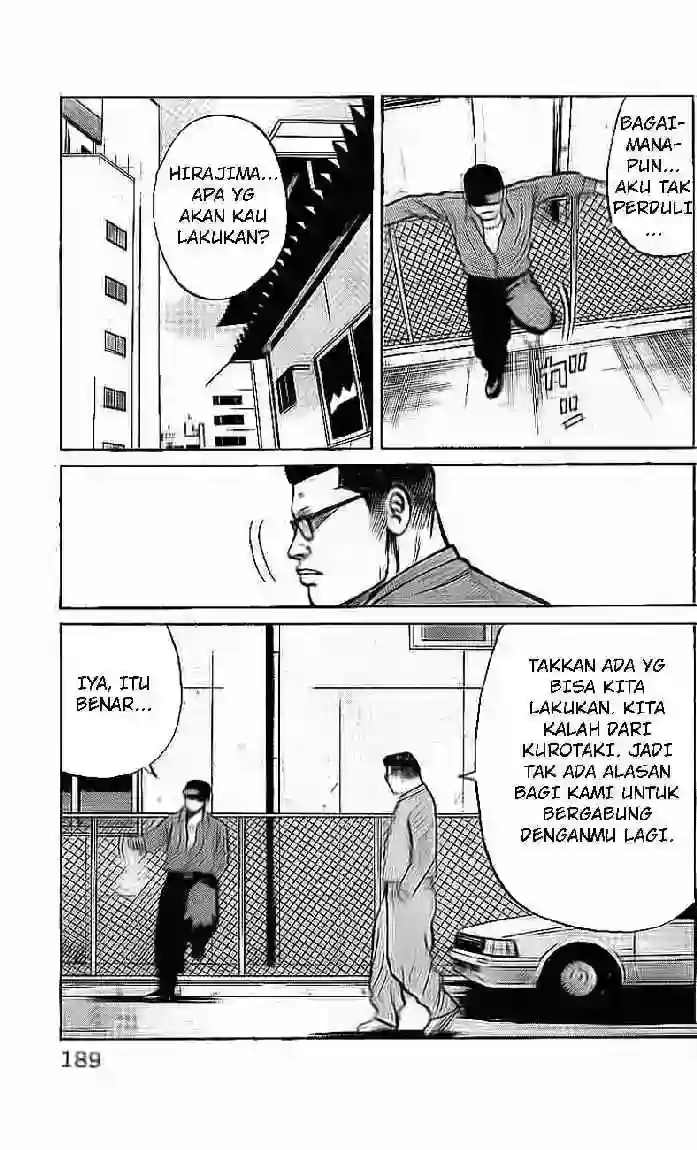 BAGAI-
MANA-
PUN...
AKU TAK
PERDULI
...
HIRAJIMA...
APA YG
AKAN KAU
LAKUKAN?
TAKKAN ADA YG
BISA KITA
LAKUKAN. KITA
KALAH DARI
KUROTAKI. JADI
TAK ADA ALASAN
BAGI KAMI UNTUK
BERGABUNG
DENGANMU LAGI.
IYA, ITU
BENAR...
189